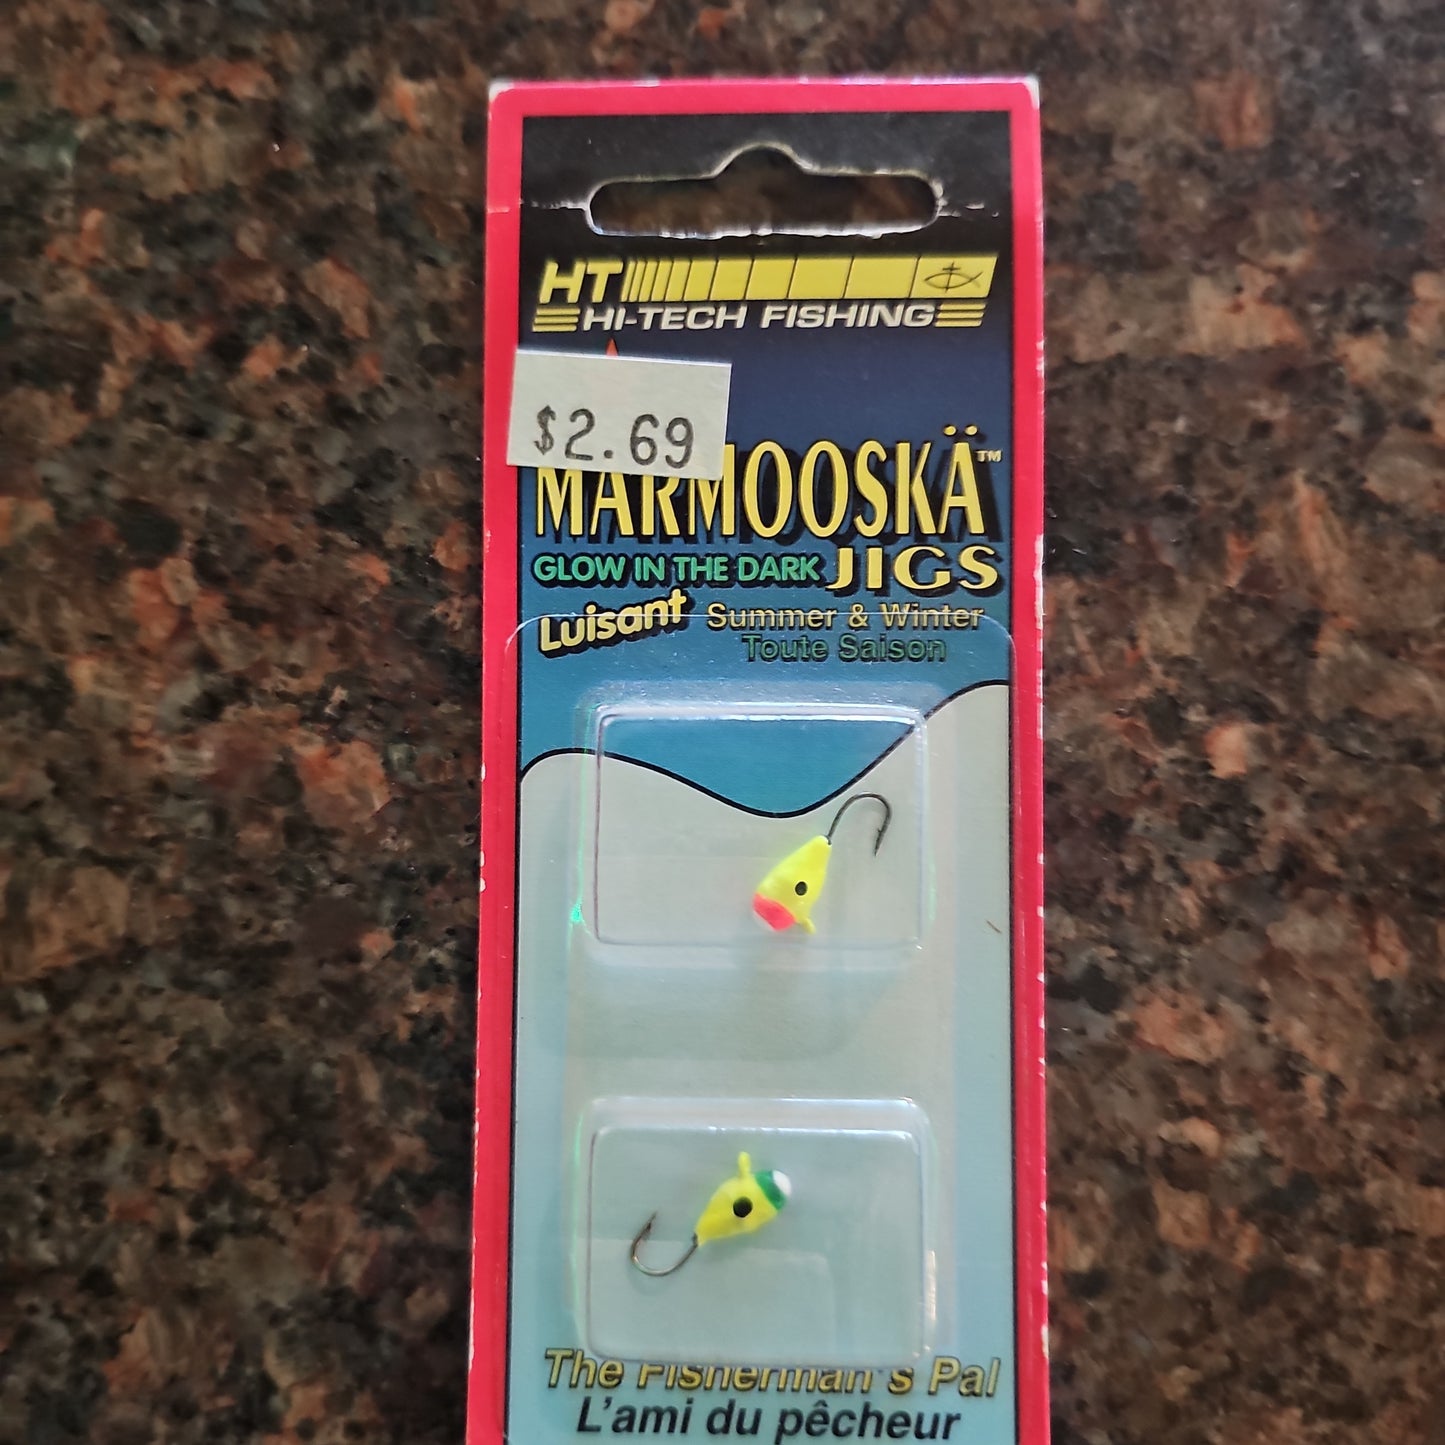 HT
HI-TECH FISHING
$2.69
MARMOOSKÄ™
GLOW IN THE DARK JIGS
Luisant Summer & Winter
Toute Saison
The Fisherman's Pal
L'ami du pêcheur